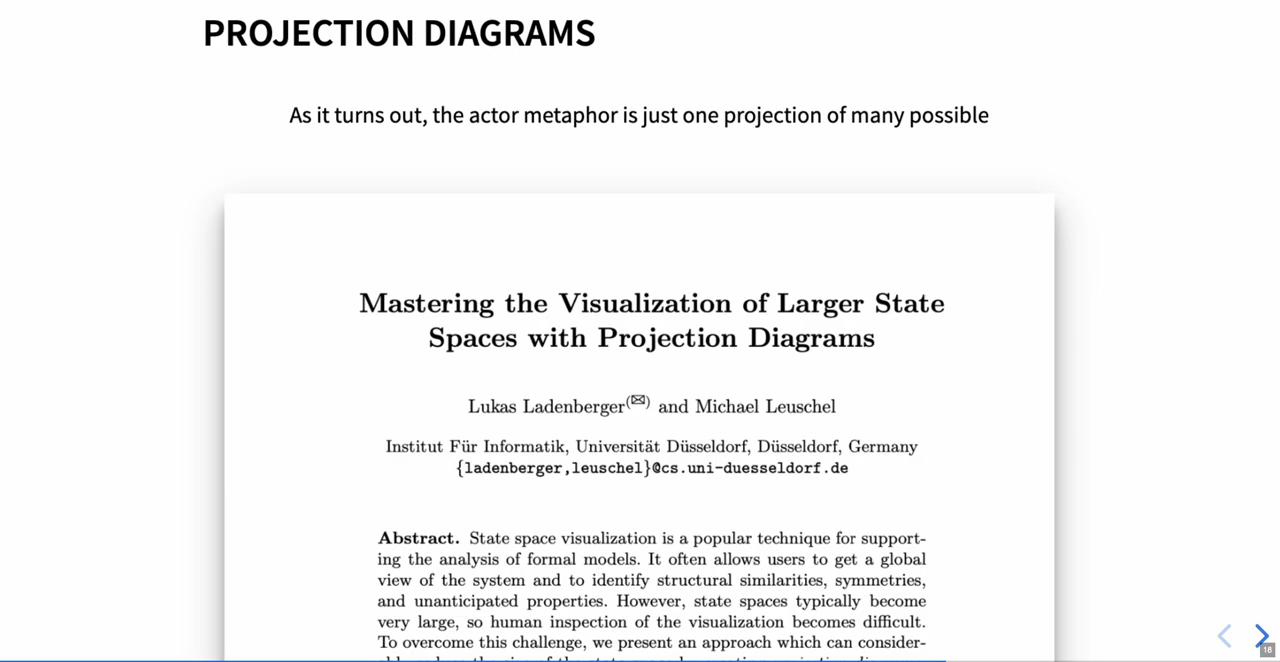 PROJECTION DIAGRAMS
As it turns out, the actor metaphor is just one projection of many possible
Mastering the Visualization of Larger State
Spaces with Projection Diagrams
Lukas Ladenberger(✉) and Michael Leuschel
Institut Für Informatik, Universität Düsseldorf, Düsseldorf, Germany
{ladenberger,leuschel}@cs.uni-duesseldorf.de
Abstract. State space visualization is a popular technique for support-
ing the analysis of formal models. It often allows users to get a global
view of the system and to identify structural similarities, symmetries,
and unanticipated properties. However, state spaces typically become
very large, so human inspection of the visualization becomes difficult.
To overcome this challenge, we present an approach which can consider-
18